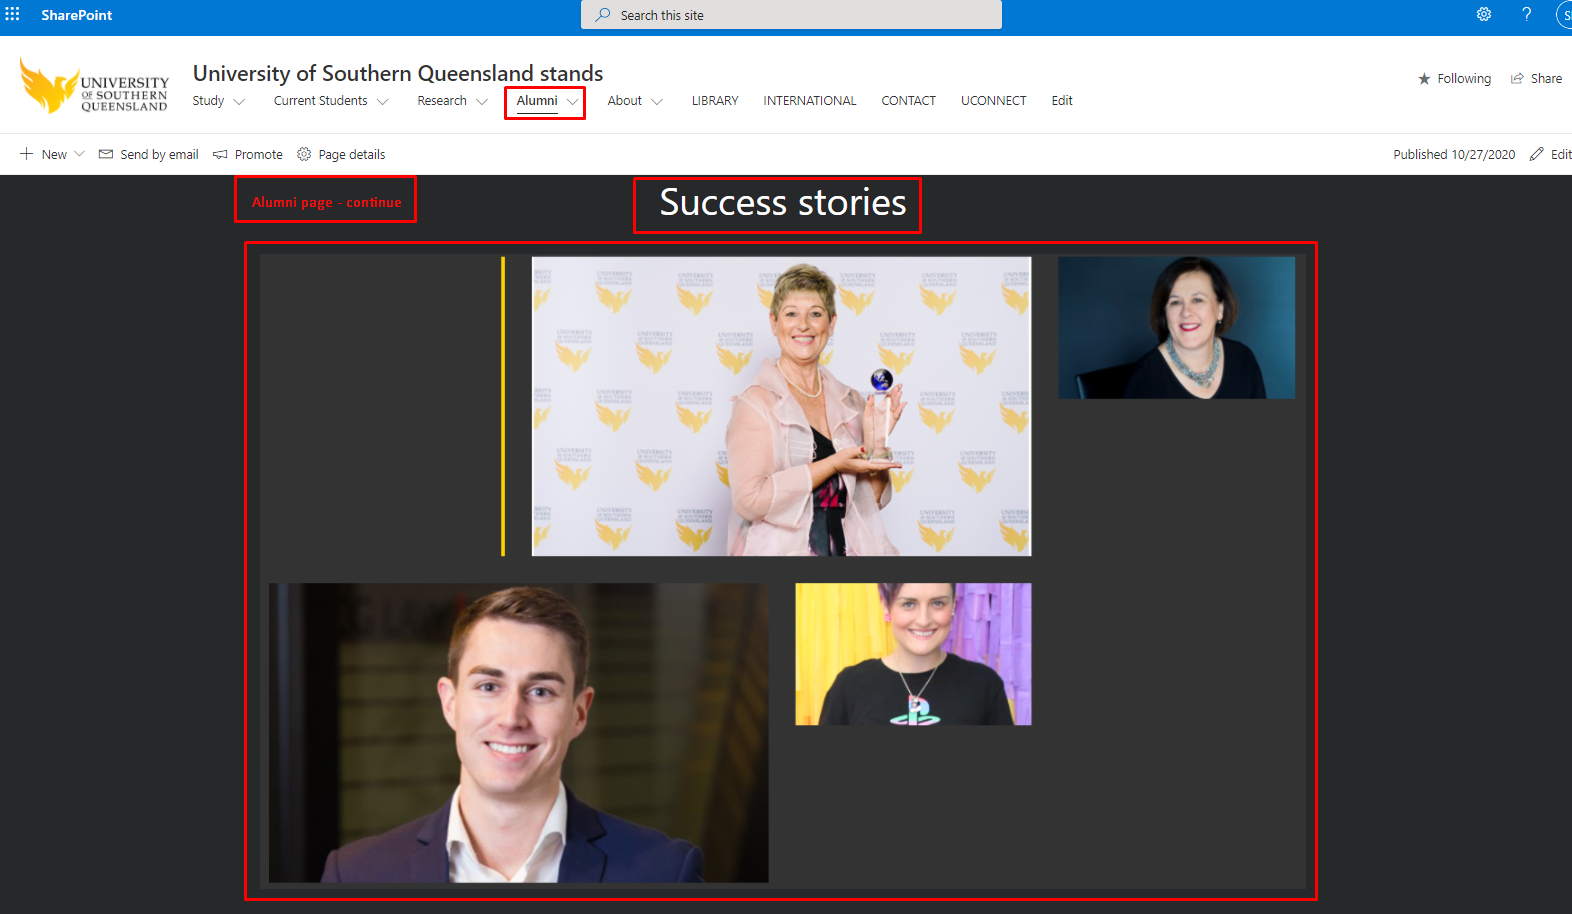 SharePoint
Search this site
?
UNIVERSITY
OF SOUTHERN
QUEENSLAND
University of Southern Queensland stands
Study Current Students Research Alumni About LIBRARY INTERNATIONAL CONTACT UCONNECT Edit
Following Share
New Send by email Promote Page details
Published 10/27/2020 Edit
Alumni page - continue
Success stories